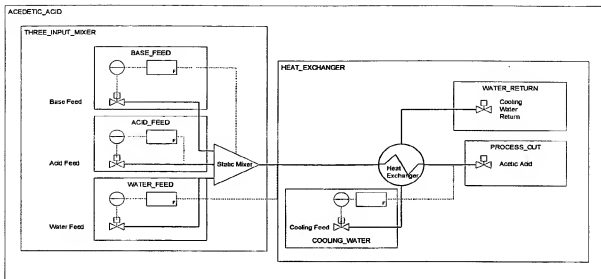 ACEDETIC_ACID
THREE_INPUT_MIXER
BASE_FEED
F
Base Feed
ACID_FEED
F
Acid Feed
Static Mixer
WATER_FEED
F
Water Feed
HEAT_EXCHANGER
WATER_RETURN
Cooling
Water
Return
PROCESS_OUT
Acetic Acid
Heat
Exchanger
F
Cooling Feed
COOLING_WATER